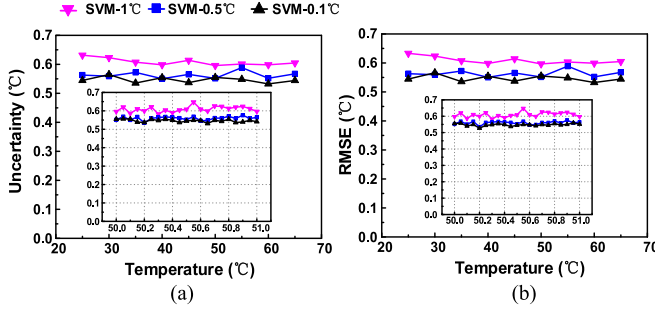 SVM-1℃ SVM-0.5℃ SVM-0.1℃
(a) (b)
0.7 0.7
0.6 0.6
0.5 0.5
0.4 0.4
0.3 0.3
0.2 0.2
0.1 0.1
0.0 0.0
Uncertainty (℃) RMSE (℃)
0.7 0.7
0.6 0.6
0.5 0.5
0.4 0.4
0.3 0.3
0.2 0.2
0.1 0.1
0.0 0.0
50.0 50.2 50.4 50.6 50.8 51.0 50.0 50.2 50.4 50.6 50.8 51.0
20 30 40 50 60 70 20 30 40 50 60 70
Temperature (℃) Temperature (℃)
(a) (b)